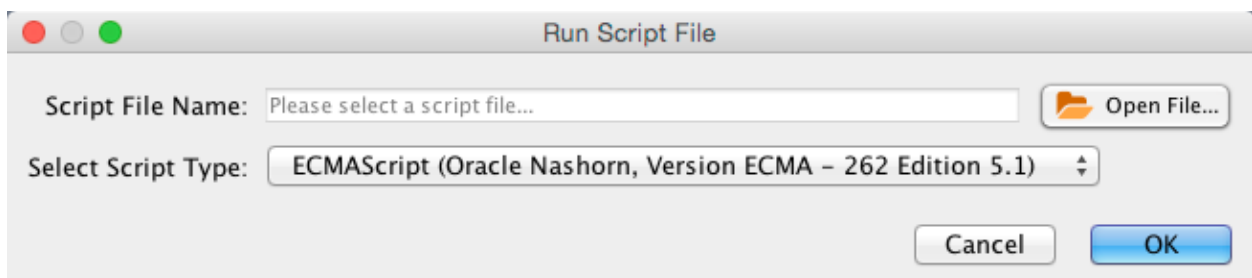 Run Script File
Script File Name: Please select a script file... Open File...
Select Script Type: ECMAScript (Oracle Nashorn, Version ECMA – 262 Edition 5.1)
Cancel OK